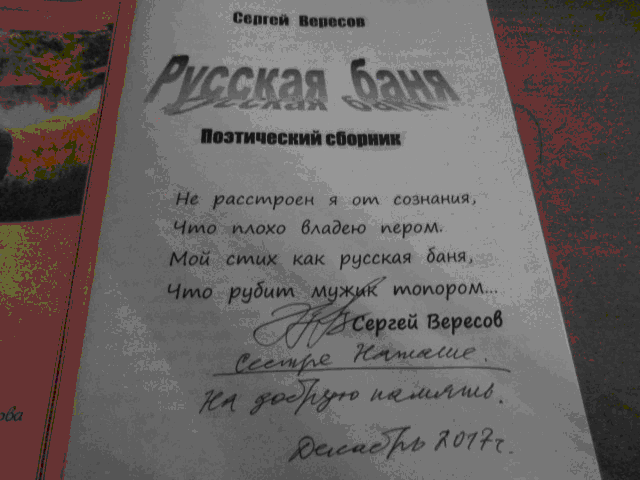 Сергей Вересов
Русская баня
Поэтический сборник
Не расстроен я от сознания,
Что плохо владею пером.
Мой стих как русская баня,
Что рубит мужик топором...
Сергей Вересов
Сестре Наташе.
На добрую память.
Декабрь 2017г.
ова